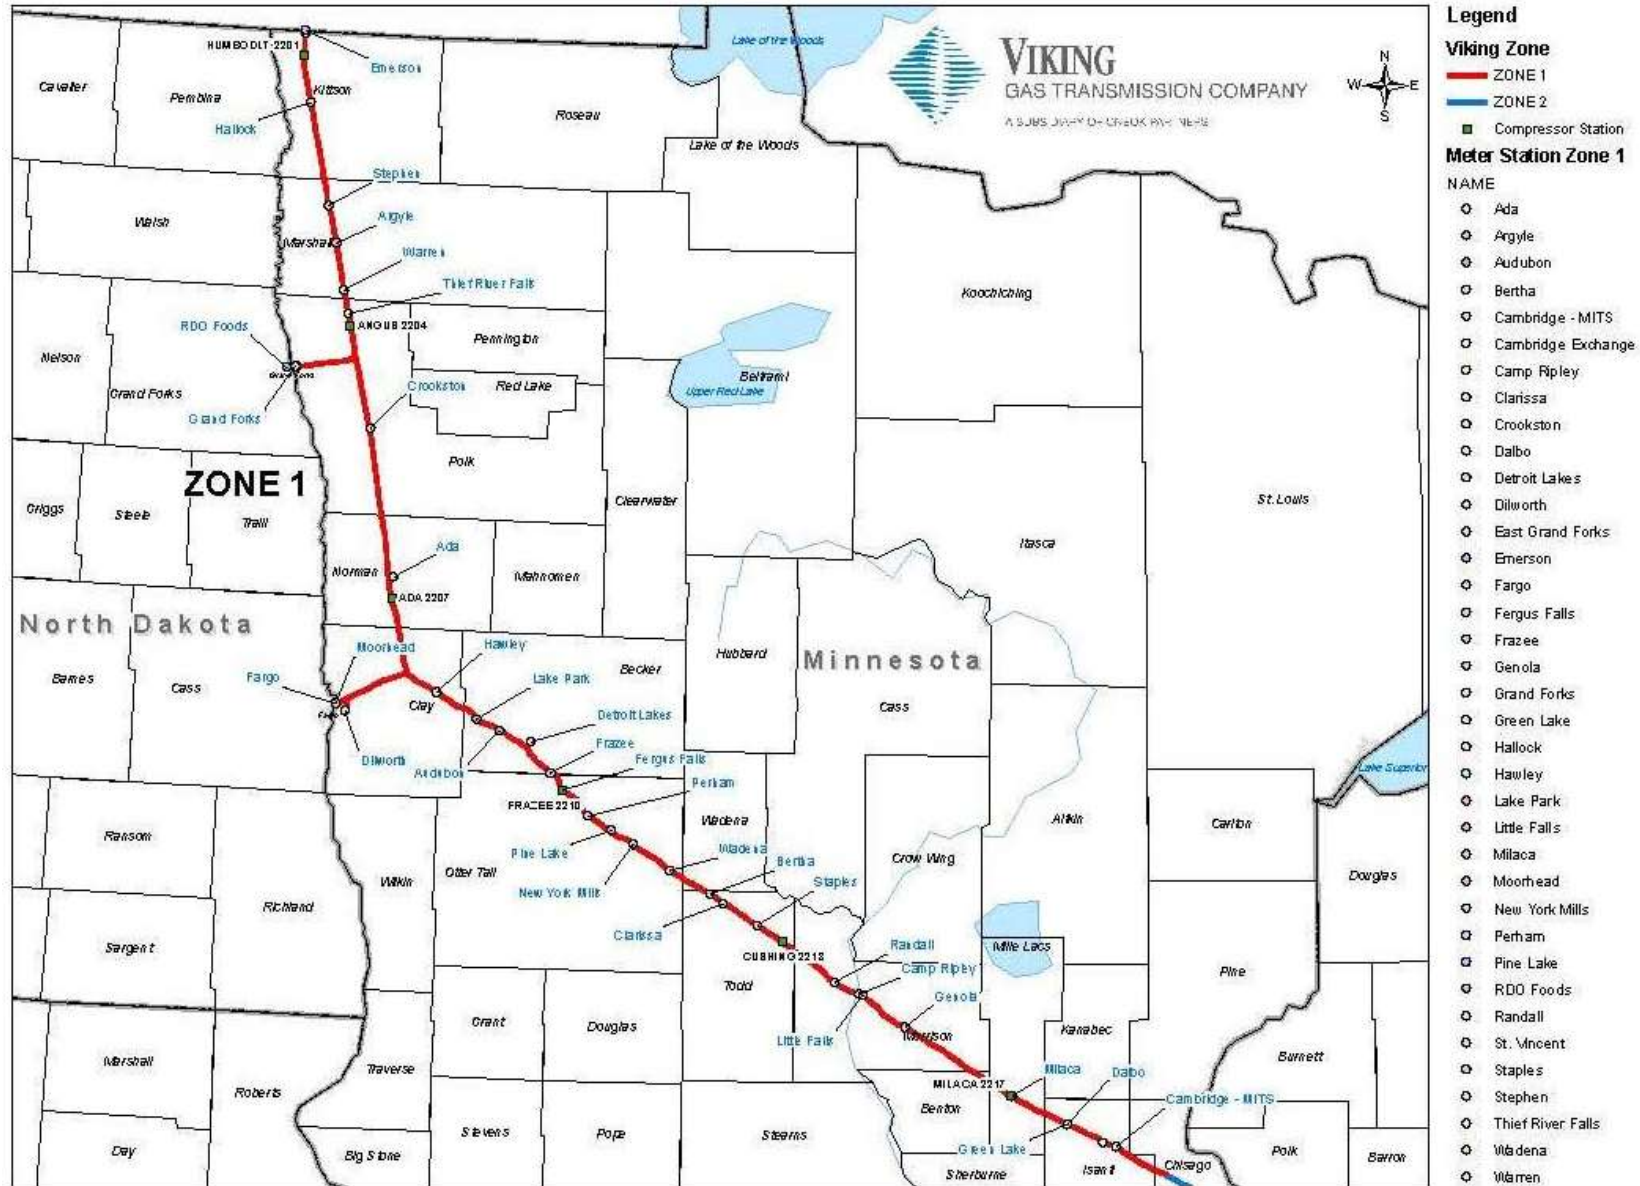 Legend
Viking Zone
ZONE 1
ZONE 2
Compressor Station
Meter Station Zone 1
NAME
Ada
Argyle
Audubon
Bertha
Cambridge - MITS
Cambridge Exchange
Camp Ripley
Clarissa
Crookston
Dalbo
Detroit Lakes
Dilworth
East Grand Forks
Emerson
Fargo
Fergus Falls
Frazee
Genola
Grand Forks
Green Lake
Hallock
Hawley
Lake Park
Little Falls
Milaca
Moorhead
New York Mills
Perham
Pine Lake
RDO Foods
Randall
St. Vincent
Staples
Stephen
Thief River Falls
Wadena
Warren
VIKING
GAS TRANSMISSION COMPANY
A SUBSIDIARY OF ONEOK PARTNERS
N
W E
S
Lake of the Woods
HUMBOLDT-2201
Emerson
Cavalier
Pembina
Kittson
Hallock
Roseau
Lake of the Woods
Stephen
Walsh
Argyle
Marshall
Warren
Thief River Falls
Koochiching
RDO Foods
ANGUS 2204
Pennington
Nelson
Grand Forks
Grand Forks
Crookston
Red Lake
Beltrami
Upper Red Lake
Grand Forks
Polk
ZONE 1
Griggs
Steele
Traill
Clearwater
St. Louis
Itasca
Ada
Norman
Mahnomen
ADA 2207
North Dakota
Moorhead
Hawley
Becker
Hubbard
Minnesota
Barnes
Cass
Fargo
Fargo
Clay
Lake Park
Cass
Detroit Lakes
Dilworth
Audubon
Frazee
Fergus Falls
Lake Superior
FRAZEE 2210
Perham
Ransom
Wadena
Aitkin
Carlton
Pine Lake
Wadena
Bertha
Crow Wing
Otter Tail
Wilkin
New York Mills
Staples
Douglas
Richland
Clarissa
Sargent
CUSHING 2213
Randall
Mille Lacs
Camp Ripley
Pine
Todd
Genola
Grant
Douglas
Little Falls
Morrison
Kanabec
Burnett
Marshall
Traverse
Roberts
MILACA 2217
Milaca
Dalbo
Cambridge - MITS
Benton
Stevens
Pope
Stearns
Green Lake
Day
Big Stone
Sherburne
Isanti
Chisago
Polk
Barron